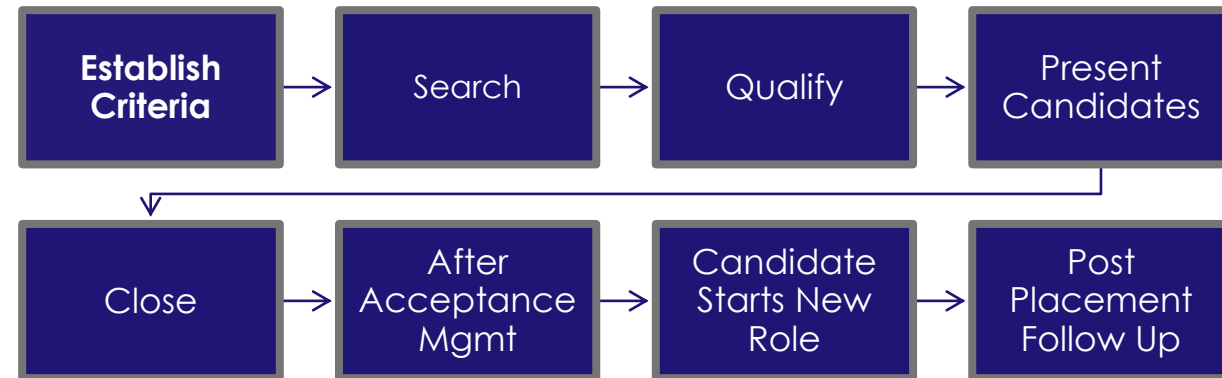 Establish
Criteria
Search
Qualify
Present
Candidates
Close
After
Acceptance
Mgmt
Candidate
Starts New
Role
Post
Placement
Follow Up